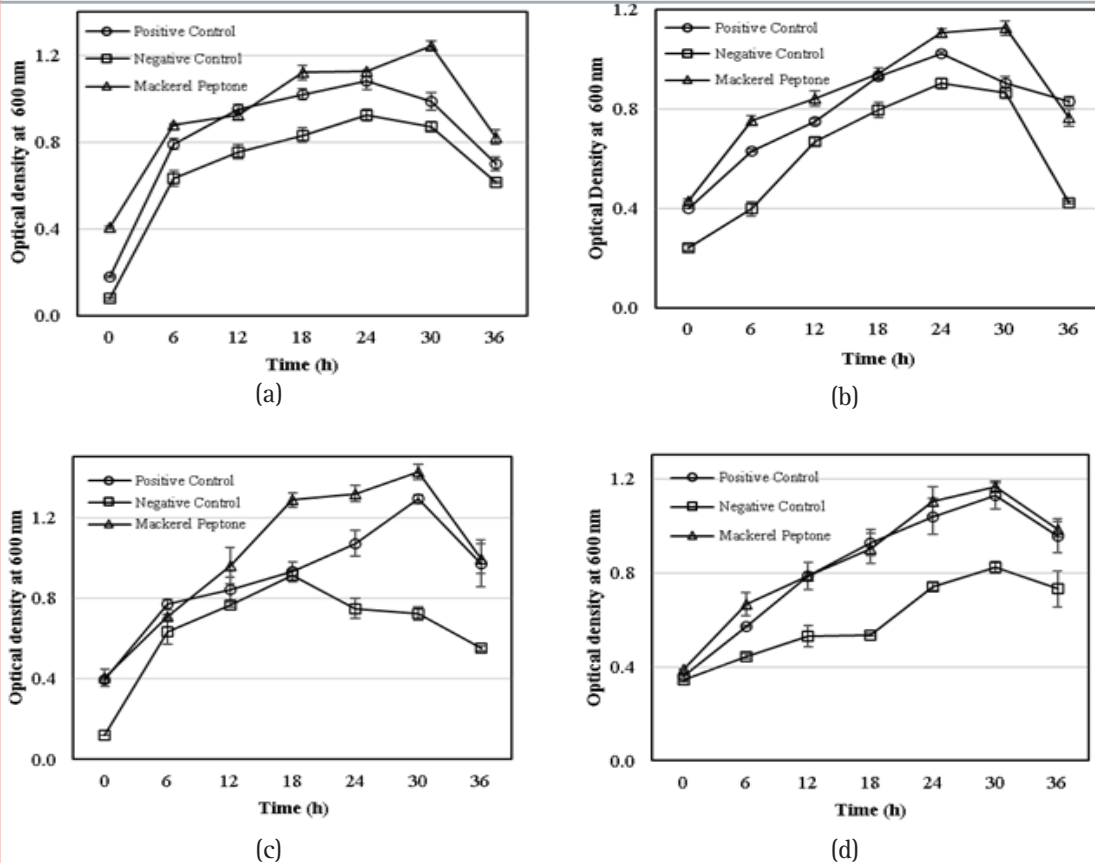 Positive Control
Negative Control
Mackerel Peptone
1.2
0.8
0.4
0.0
Optical density at 600 nm
0 6 12 18 24 30 36
Time (h)
(a)
Positive Control
Negative Control
Mackerel Peptone
1.2
0.8
0.4
0.0
Optical Density at 600 nm
0 6 12 18 24 30 36
Time (h)
(b)
Positive Control
Negative Control
Mackerel Peptone
1.2
0.8
0.4
0.0
Optical density at 600 nm
0 6 12 18 24 30 36
Time (h)
(c)
Positive Control
Negative Control
Mackerel Peptone
1.2
0.8
0.4
0.0
Optical density at 600 nm
0 6 12 18 24 30 36
Time (h)
(d)